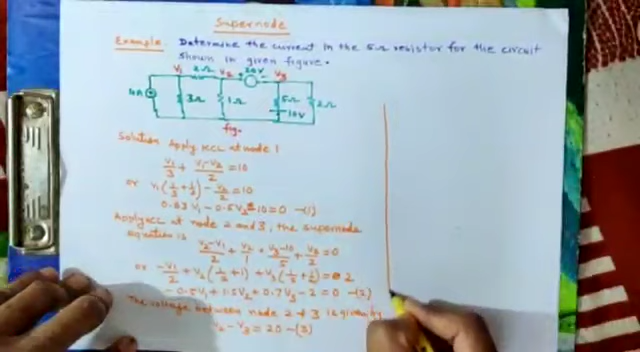 Supernode
Example. Determine the current in the 5Ω resistor for the circuit
shown in given figure.
V1 2Ω V2 + 20V - V3
3Ω 1Ω 5Ω 2Ω
10V
fig.
Solution Apply KCL at node 1
V1/3 + (V1-V2)/2 = 10
or V1(1/3 + 1/2) - V2/2 = 10
0.83V1 - 0.5V2 - 10 = 0 -(1)
Apply KCL at node 2 and 3, the supernode
equation is
(V2-V1)/2 + V2/1 + (V3-10)/5 + V3/2 = 0
or -V1/2 + V2(1/2 + 1) + V3(1/5 + 1/2) = 2
- 0.5V1 + 1.5V2 + 0.7V3 - 2 = 0 -(2)
The voltage between node 2 & 3 is given by
V2 - V3 = 20 -(3)